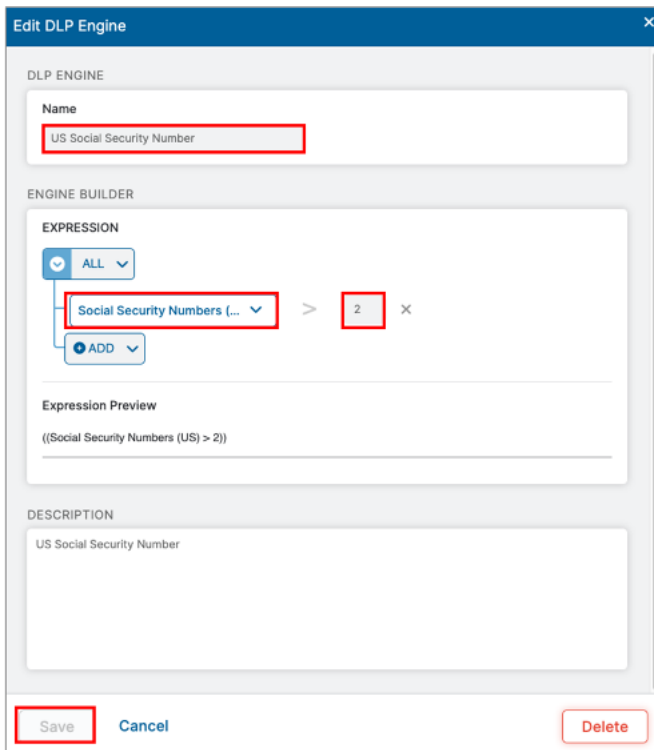 Edit DLP Engine
DLP ENGINE
Name
US Social Security Number
ENGINE BUILDER
EXPRESSION
ALL
Social Security Numbers (... > 2
ADD
Expression Preview
((Social Security Numbers (US) > 2))
DESCRIPTION
US Social Security Number
Save Cancel Delete